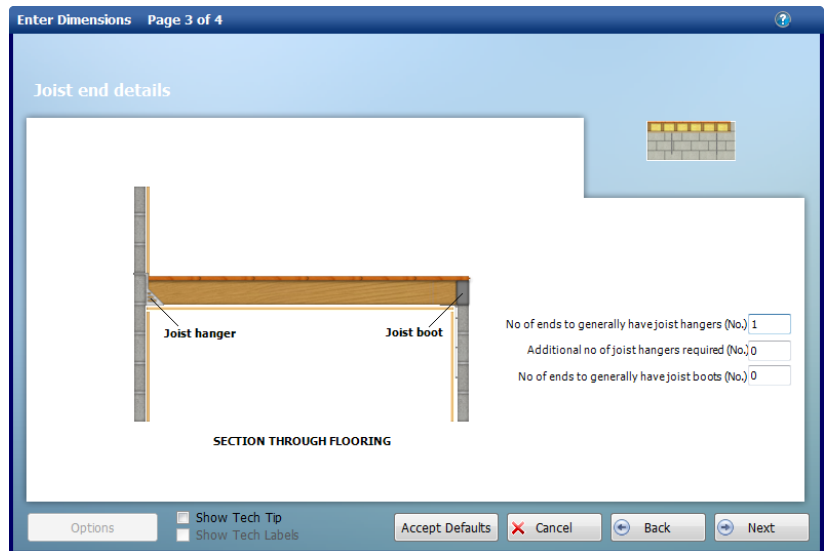 Enter Dimensions Page 3 of 4
?
Joist end details
Joist hanger
Joist boot
No of ends to generally have joist hangers (No.) 1
Additional no of joist hangers required (No.) 0
No of ends to generally have joist boots (No.) 0
SECTION THROUGH FLOORING
Options
Show Tech Tip
Show Tech Labels
Accept Defaults
Cancel
Back
Next